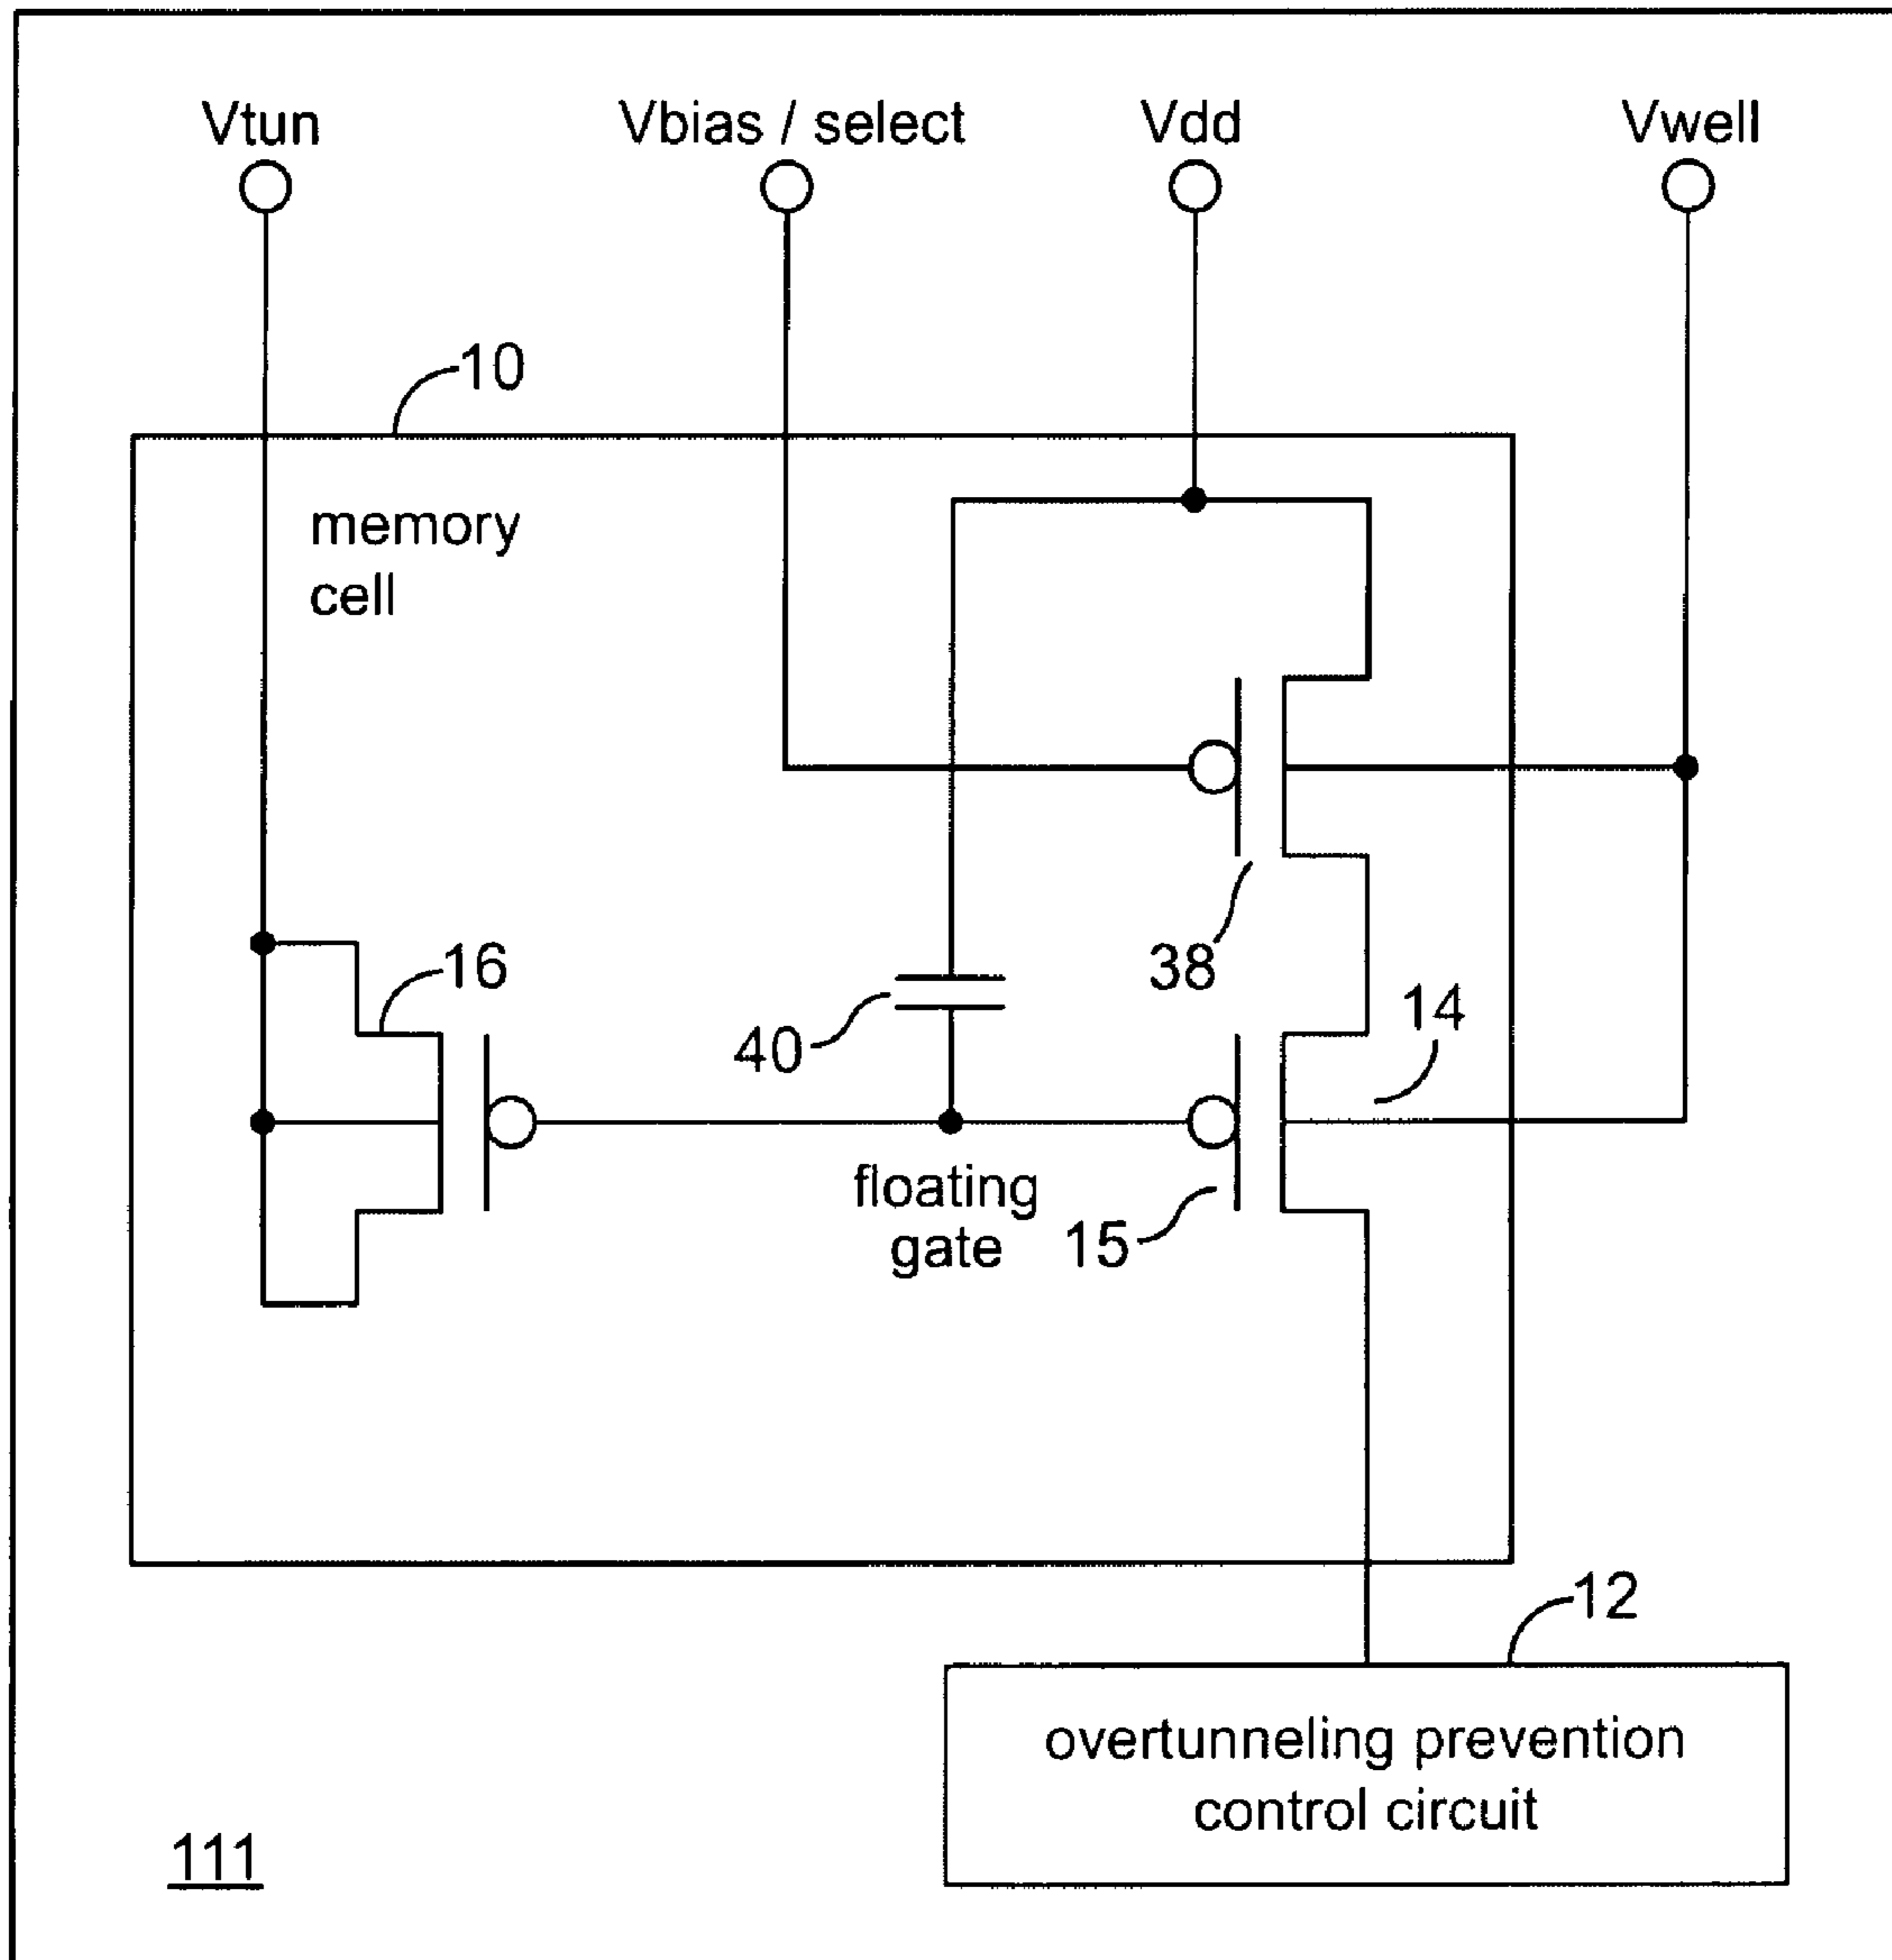 Vtun
Vbias / select
Vdd
Vwell
10
memory
cell
16
38
14
40
floating
gate
15
12
overtunneling prevention
control circuit
111